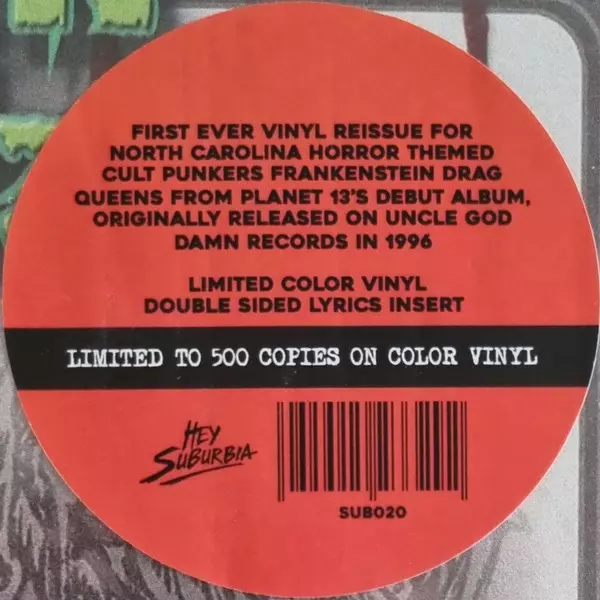 FIRST EVER VINYL REISSUE FOR
NORTH CAROLINA HORROR THEMED
CULT PUNKERS FRANKENSTEIN DRAG
QUEENS FROM PLANET 13'S DEBUT ALBUM,
ORIGINALLY RELEASED ON UNCLE GOD
DAMN RECORDS IN 1996
LIMITED COLOR VINYL
DOUBLE SIDED LYRICS INSERT
LIMITED TO 500 COPIES ON COLOR VINYL
HEY
SUBURBIA
SUB020